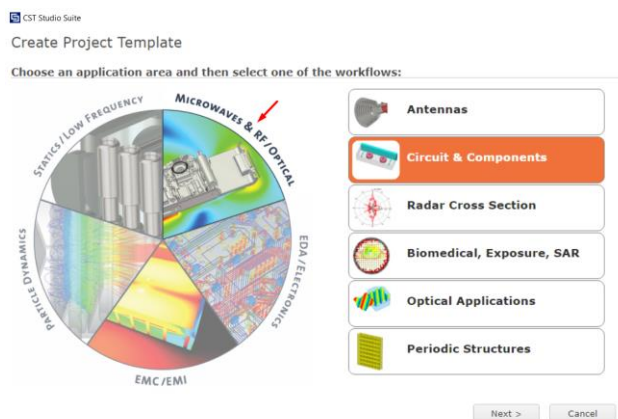 CST Studio Suite
Create Project Template
Choose an application area and then select one of the workflows:
STATICS / LOW FREQUENCY
MICROWAVES & RF / OPTICAL
EDA / ELECTRONICS
EMC / EMI
PARTICLE DYNAMICS
Antennas
Circuit & Components
Radar Cross Section
Biomedical, Exposure, SAR
Optical Applications
Periodic Structures
Next >
Cancel